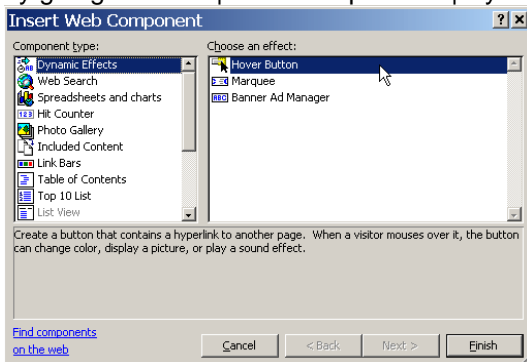 Insert Web Component
Component type:
Dynamic Effects
Web Search
Spreadsheets and charts
Hit Counter
Photo Gallery
Included Content
Link Bars
Table of Contents
Top 10 List
List View
Choose an effect:
Hover Button
Marquee
Banner Ad Manager
Create a button that contains a hyperlink to another page. When a visitor mouses over it, the button
can change color, display a picture, or play a sound effect.
Find components
on the web
Cancel
< Back
Next >
Finish